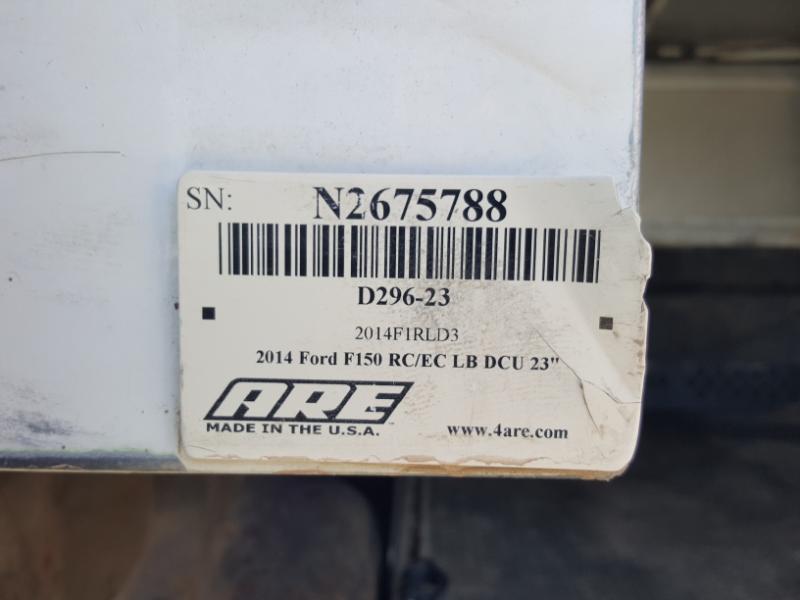 SN: N2675788
D296-23
2014F1RLD3
2014 Ford F150 RC/EC LB DCU 23"
ARE
MADE IN THE U.S.A.
www.4are.com